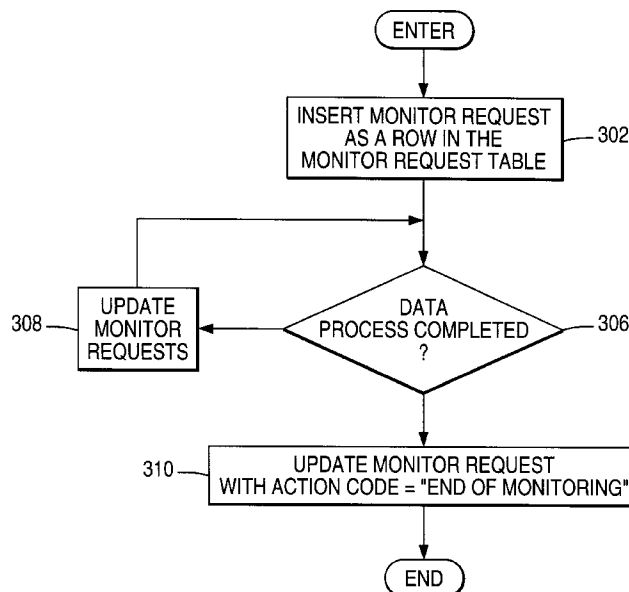 ENTER
INSERT MONITOR REQUEST
AS A ROW IN THE
MONITOR REQUEST TABLE
302
DATA
PROCESS COMPLETED
?
306
308
UPDATE
MONITOR
REQUESTS
310
UPDATE MONITOR REQUEST
WITH ACTION CODE = "END OF MONITORING"
END